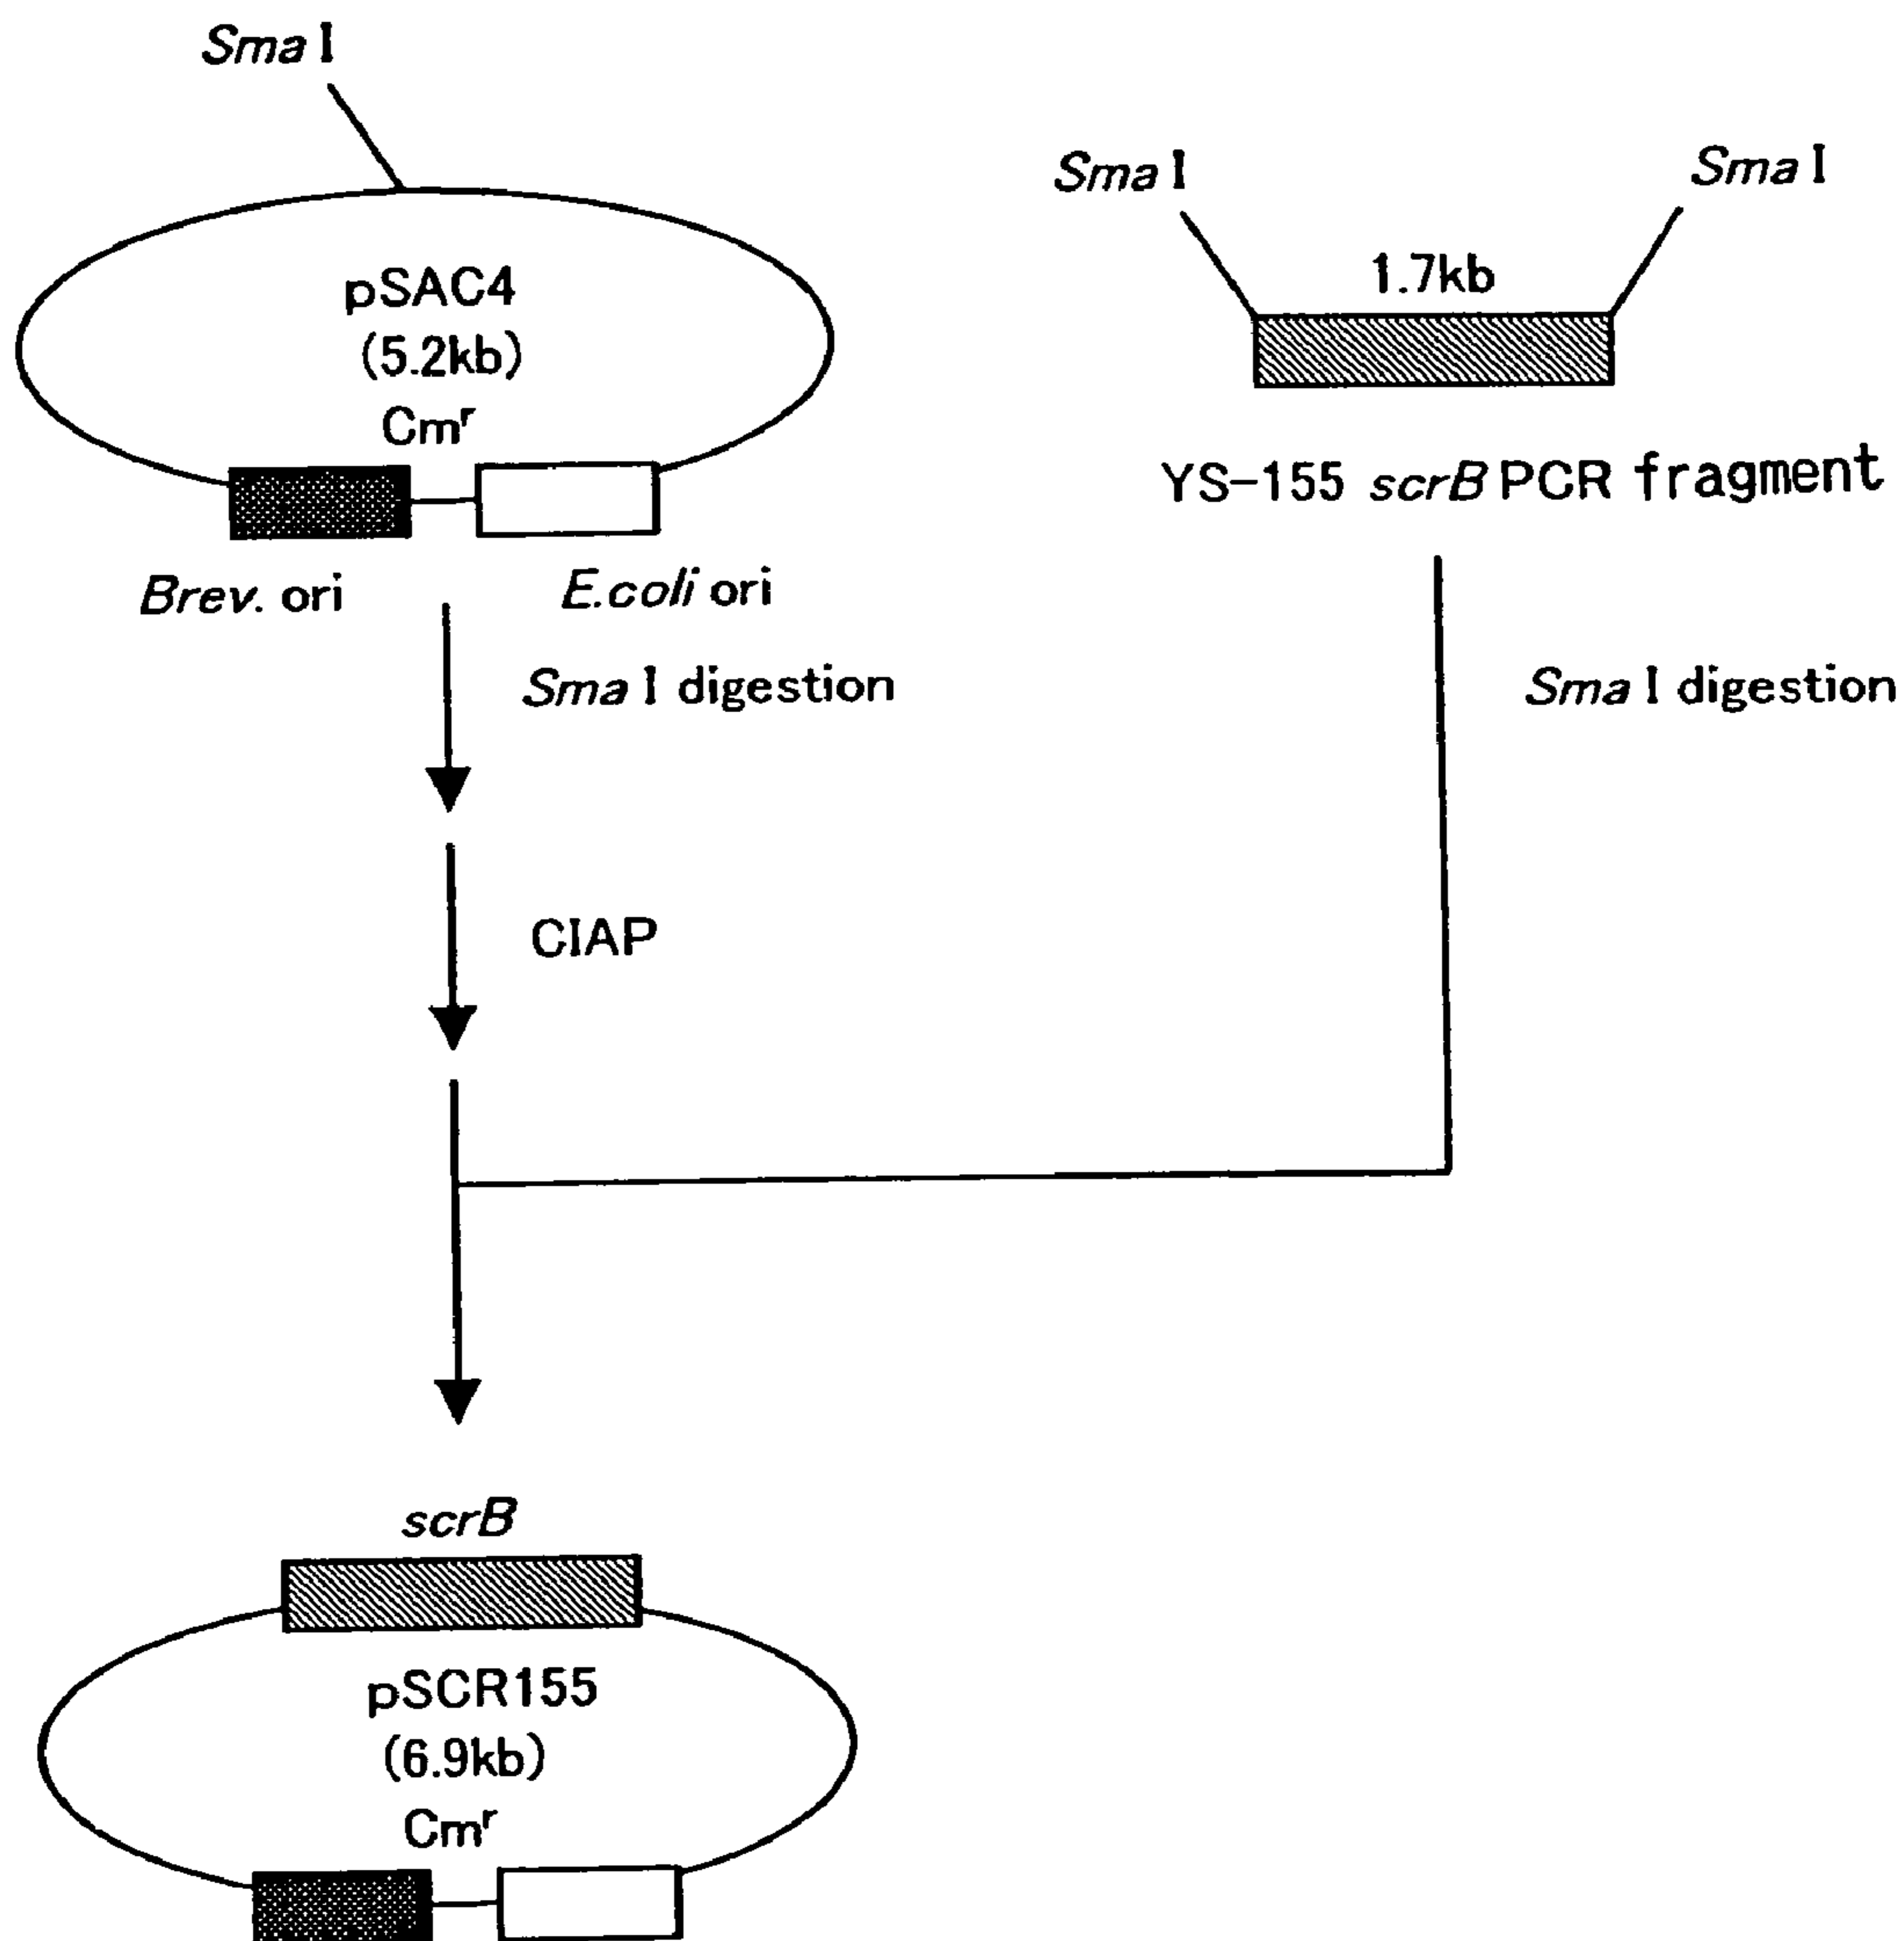 Sma I
pSAC4
(5.2kb)
Cmʳ
Brev. ori
E.coli ori
Sma I
Sma I
1.7kb
YS-155 scrB PCR fragment
Sma I digestion
Sma I digestion
CIAP
scrB
pSCR155
(6.9kb)
Cmʳ